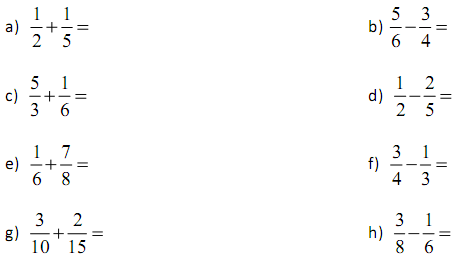 a) 1/2 + 1/5 = b) 5/6 − 3/4 =
c) 5/3 + 1/6 = d) 1/2 − 2/5 =
e) 1/6 + 7/8 = f) 3/4 − 1/3 =
g) 3/10 + 2/15 = h) 3/8 − 1/6 =